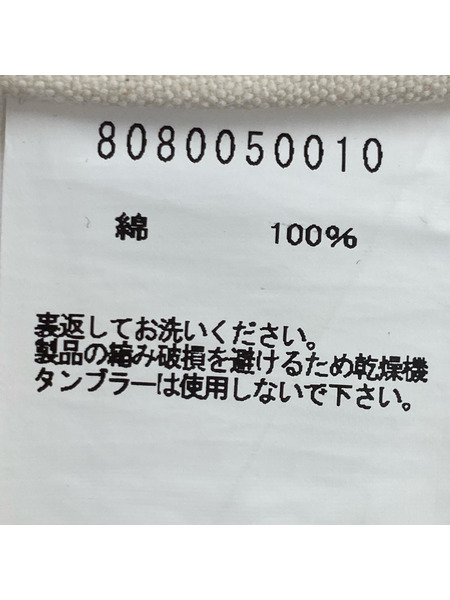 8080050010
綿 100%
裏返してお洗いください。
製品の縮み破損を避けるため乾燥機
タンブラーは使用しないで下さい。